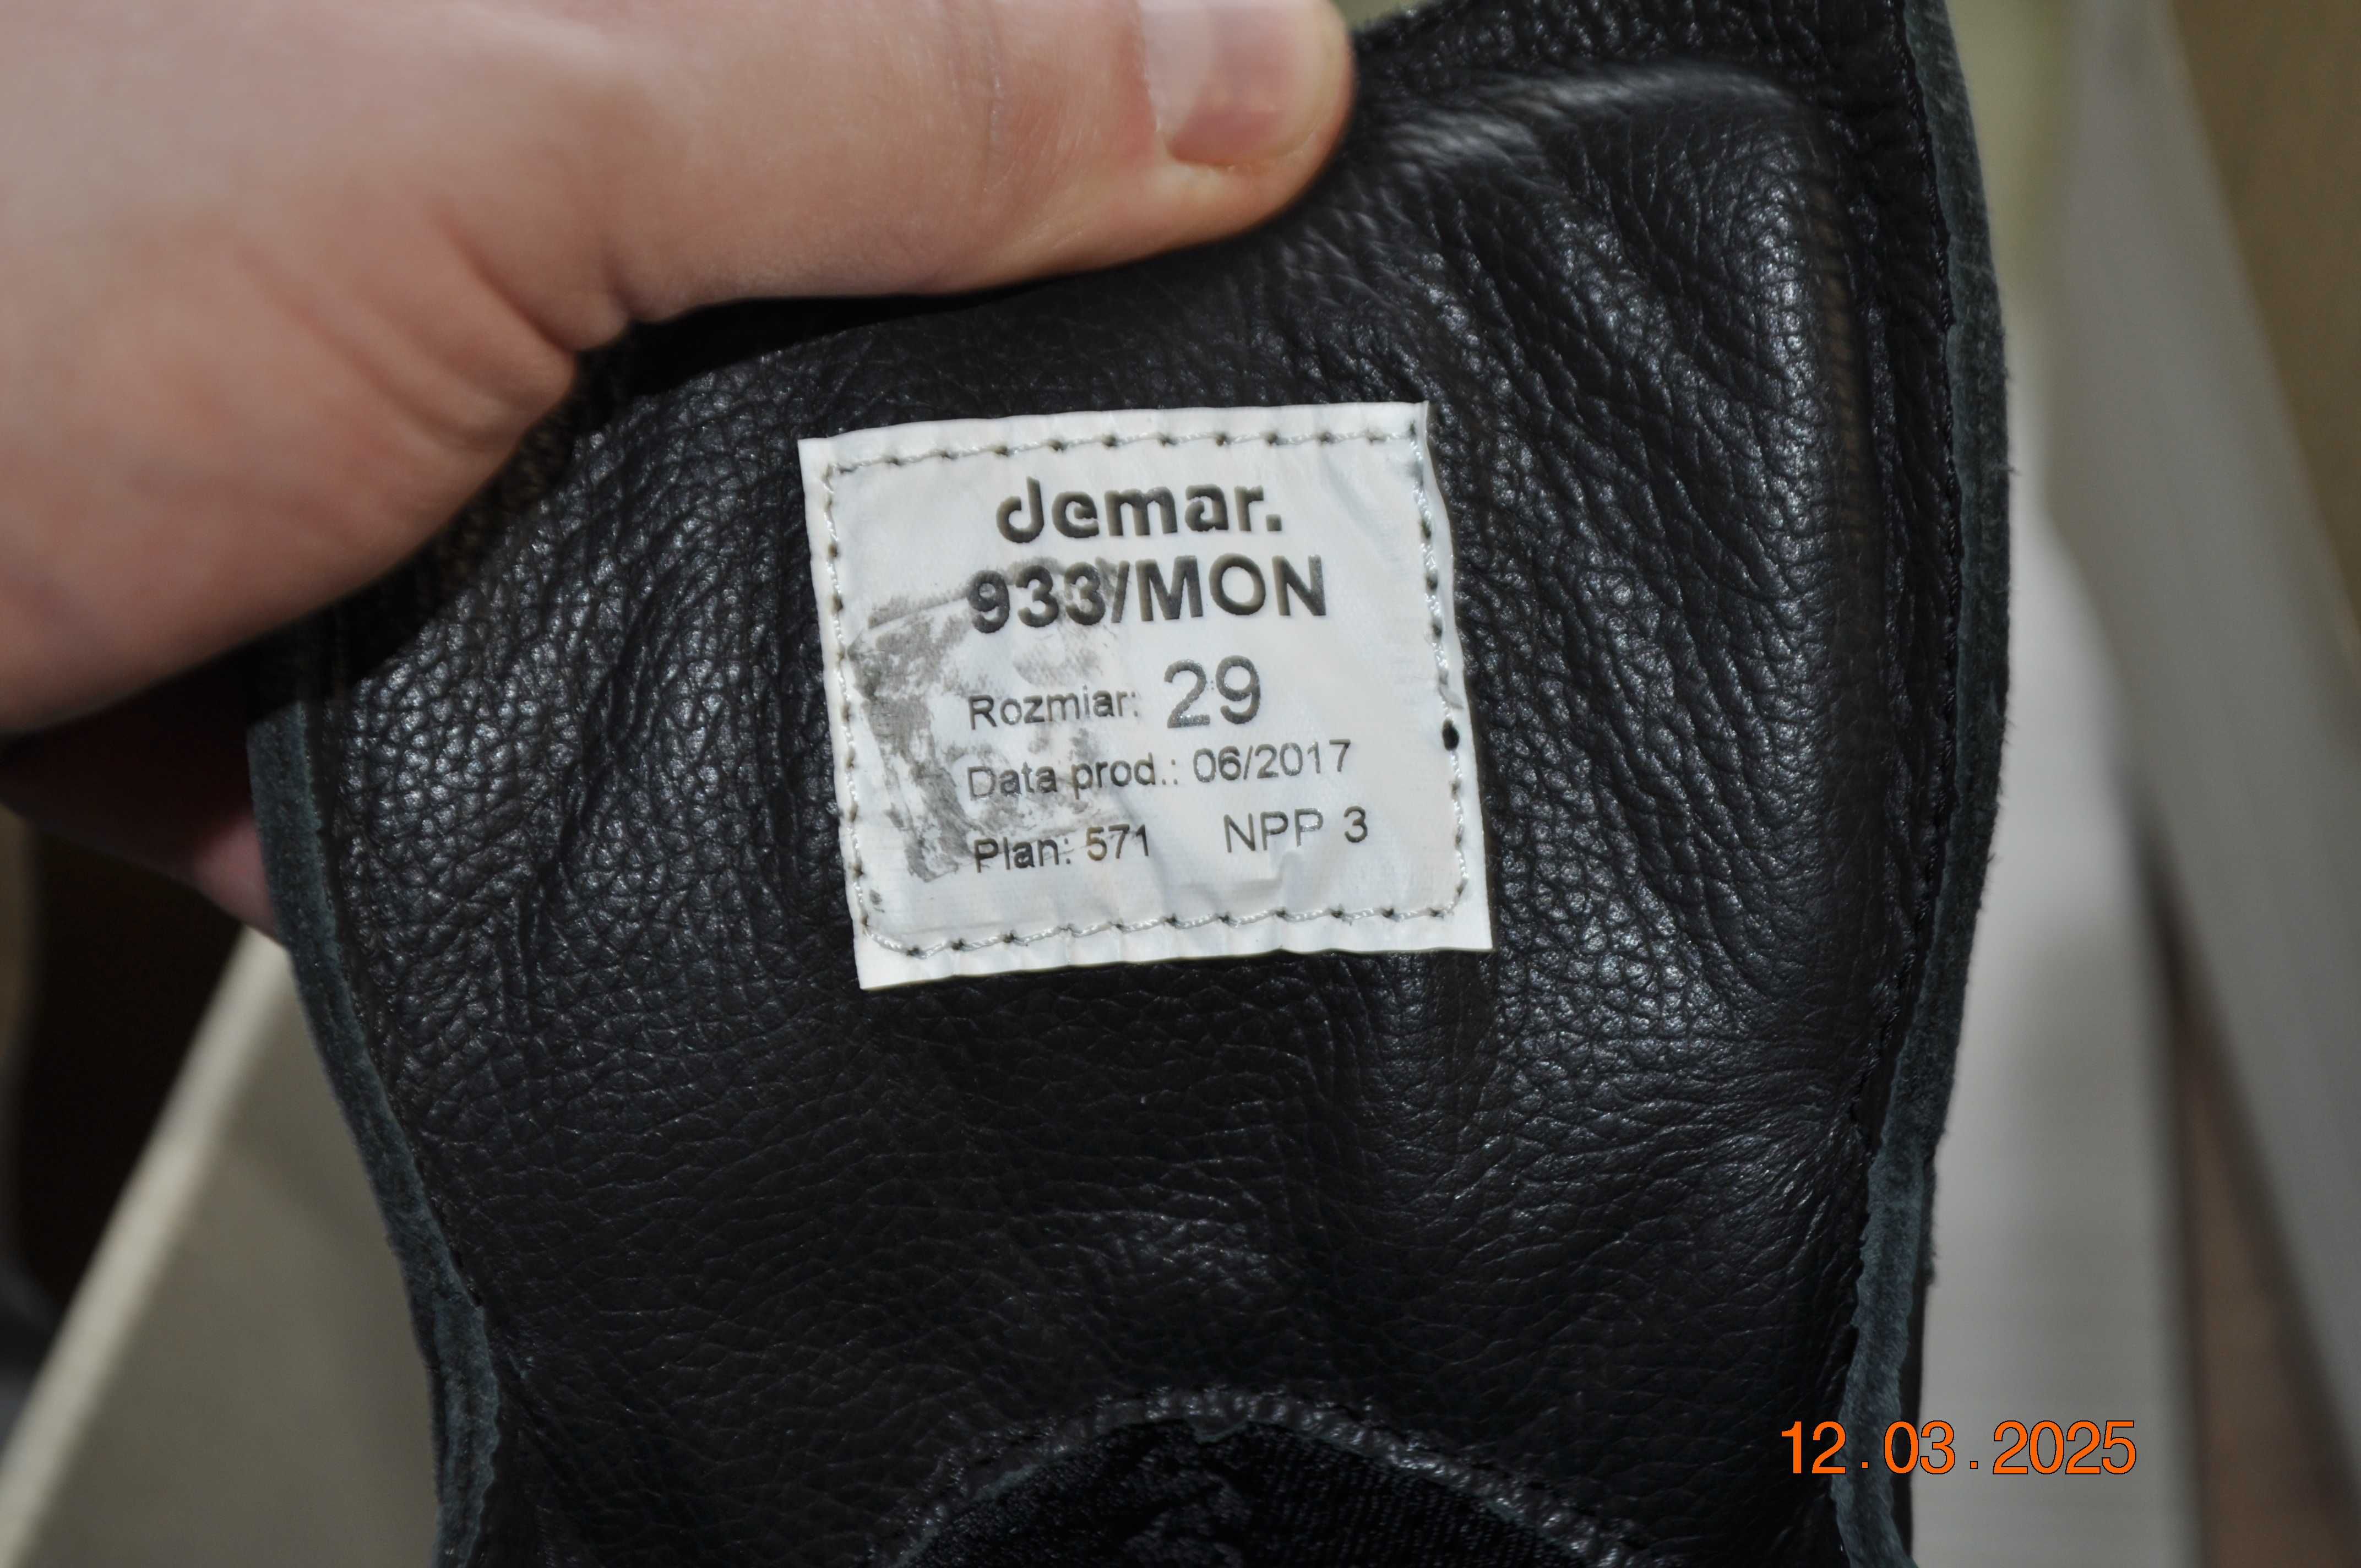 demar.
933/MON
Rozmiar: 29
Data prod.: 06/2017
Plan: 571 NPP 3
12.03.2025